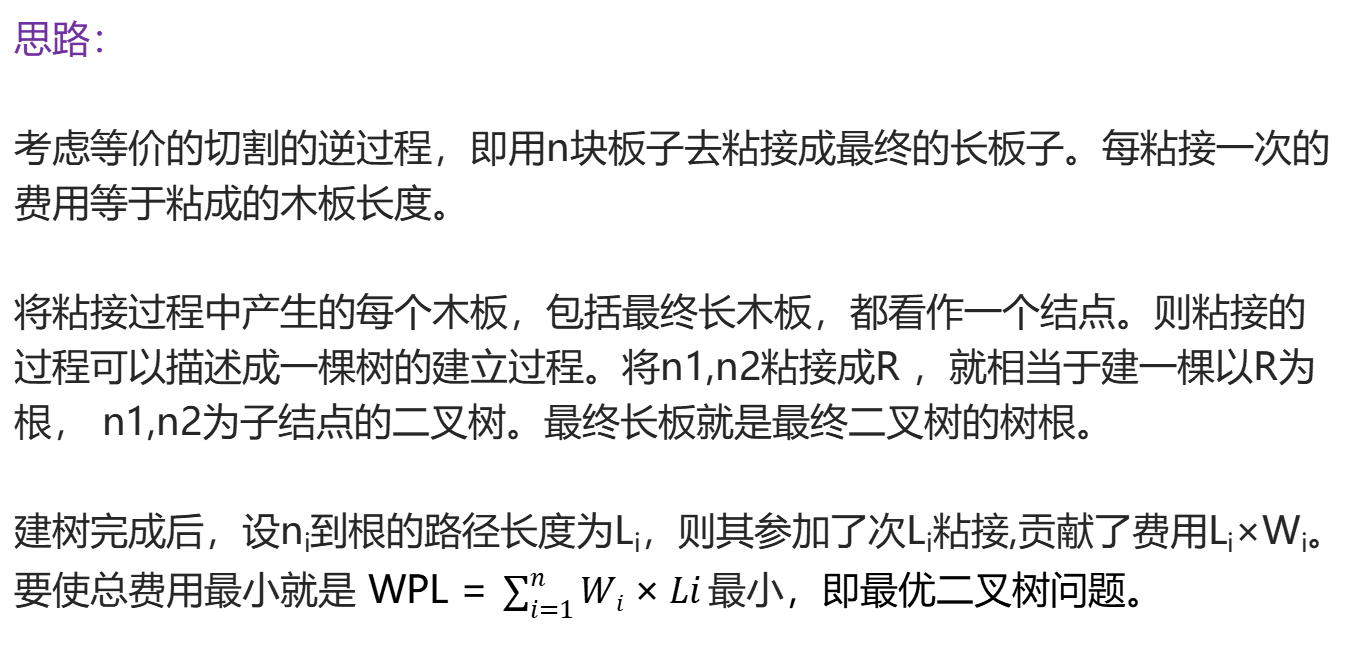 思路：
考虑等价的切割的逆过程，即用n块板子去粘接成最终的长板子。每粘接一次的
费用等于粘成的木板长度。
将粘接过程中产生的每个木板，包括最终长木板，都看作一个结点。则粘接的
过程可以描述成一棵树的建立过程。将n1,n2粘接成R ，就相当于建一棵以R为
根， n1,n2为子结点的二叉树。最终长板就是最终二叉树的树根。
建树完成后，设nᵢ到根的路径长度为Lᵢ，则其参加了次Lᵢ粘接,贡献了费用Lᵢ×Wᵢ。
要使总费用最小就是 WPL = ∑ⁿᵢ₌₁ Wᵢ × Li 最小，即最优二叉树问题。